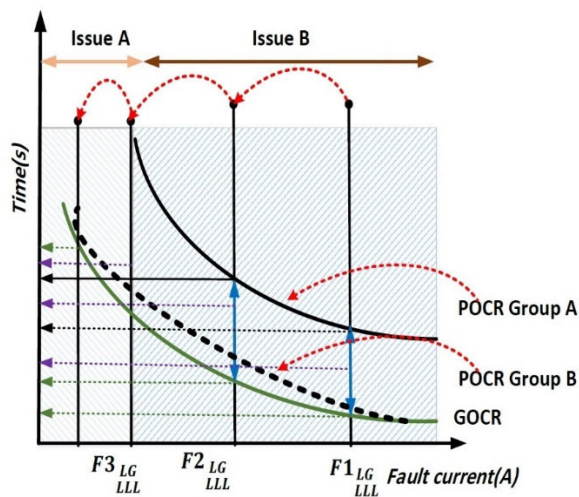 Issue A
Issue B
Time(s)
POCR Group A
POCR Group B
GOCR
F3 LG
LLL
F2 LG
LLL
F1 LG
LLL
Fault current(A)